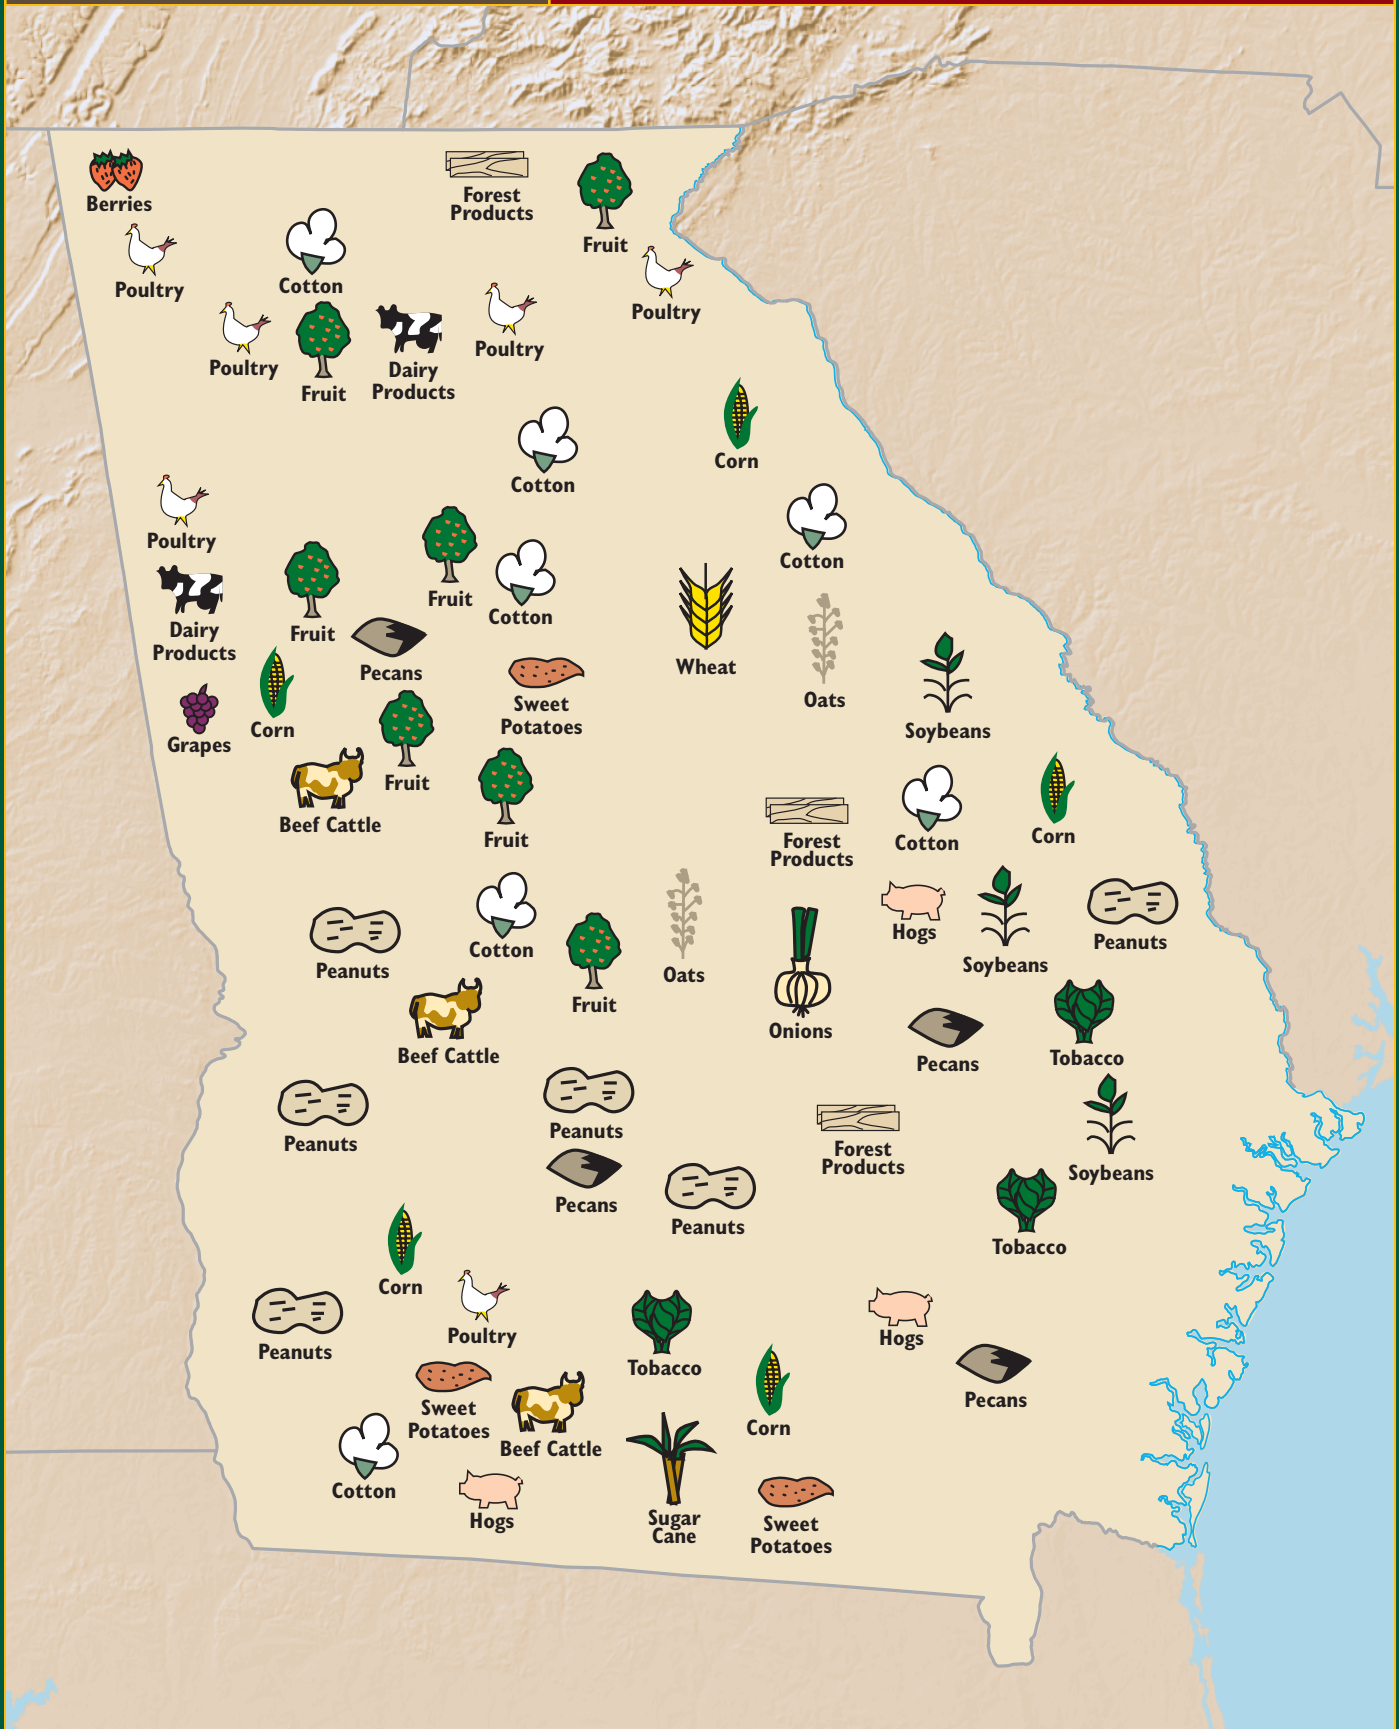 Forest
Products
Berries
Fruit
Poultry
Cotton
Poultry
Poultry
Poultry
Fruit
Dairy
Products
Corn
Cotton
Poultry
Cotton
Fruit
Cotton
Fruit
Dairy
Products
Pecans
Wheat
Oats
Sweet
Potatoes
Corn
Soybeans
Grapes
Fruit
Beef Cattle
Fruit
Forest
Products
Cotton
Corn
Hogs
Peanuts
Cotton
Peanuts
Oats
Soybeans
Fruit
Onions
Beef Cattle
Pecans
Tobacco
Peanuts
Peanuts
Forest
Products
Soybeans
Pecans
Peanuts
Tobacco
Corn
Poultry
Hogs
Peanuts
Tobacco
Pecans
Sweet
Potatoes
Corn
Beef Cattle
Cotton
Hogs
Sugar
Cane
Sweet
Potatoes